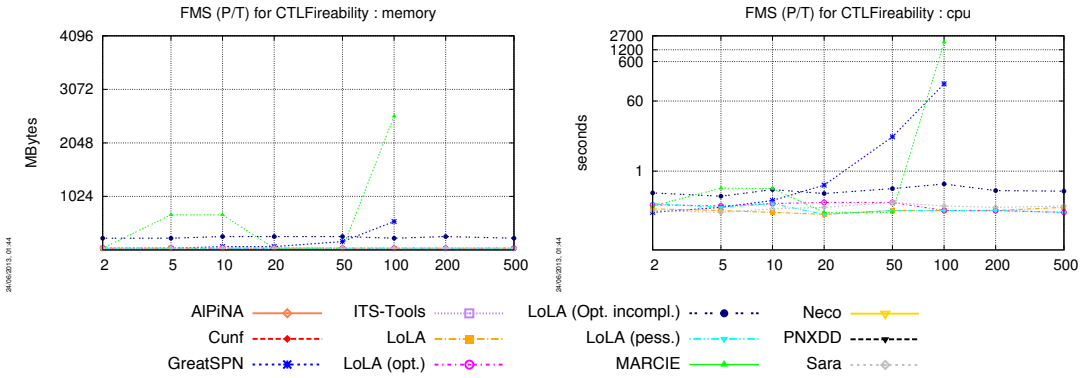 FMS (P/T) for CTLFireability : memory
4096
3072
2048
1024
MBytes
2 5 10 20 50 100 200 500
24/06/2013, 01:44
FMS (P/T) for CTLFireability : cpu
2700
1200
600
60
1
seconds
2 5 10 20 50 100 200 500
24/06/2013, 01:44
AlPiNA
Cunf
GreatSPN
ITS-Tools
LoLA
LoLA (opt.)
LoLA (Opt. incompl.)
LoLA (pess.)
MARCIE
Neco
PNXDD
Sara